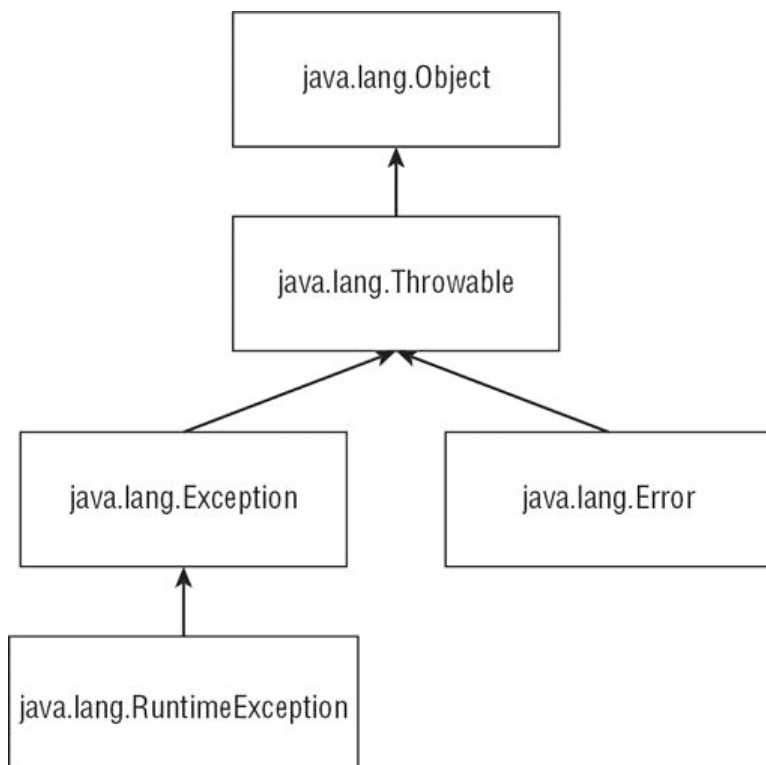 java.lang.Object
java.lang.Throwable
java.lang.Exception
java.lang.Error
java.lang.RuntimeException